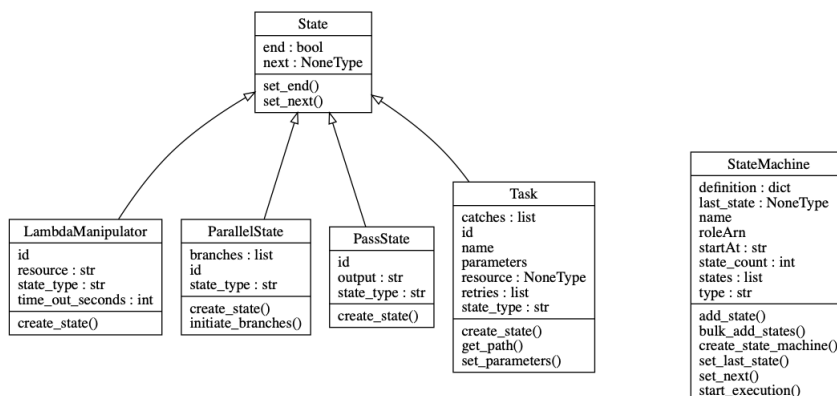 State
end : bool
next : NoneType
set_end()
set_next()
LambdaManipulator
id
resource : str
state_type : str
time_out_seconds : int
create_state()
ParallelState
branches : list
id
state_type : str
create_state()
initiate_branches()
PassState
id
output : str
state_type : str
create_state()
Task
catches : list
id
name
parameters
resource : NoneType
retries : list
state_type : str
create_state()
get_path()
set_parameters()
StateMachine
definition : dict
last_state : NoneType
name
roleArn
startAt : str
state_count : int
states : list
type : str
add_state()
bulk_add_states()
create_state_machine()
set_last_state()
set_next()
start_execution()